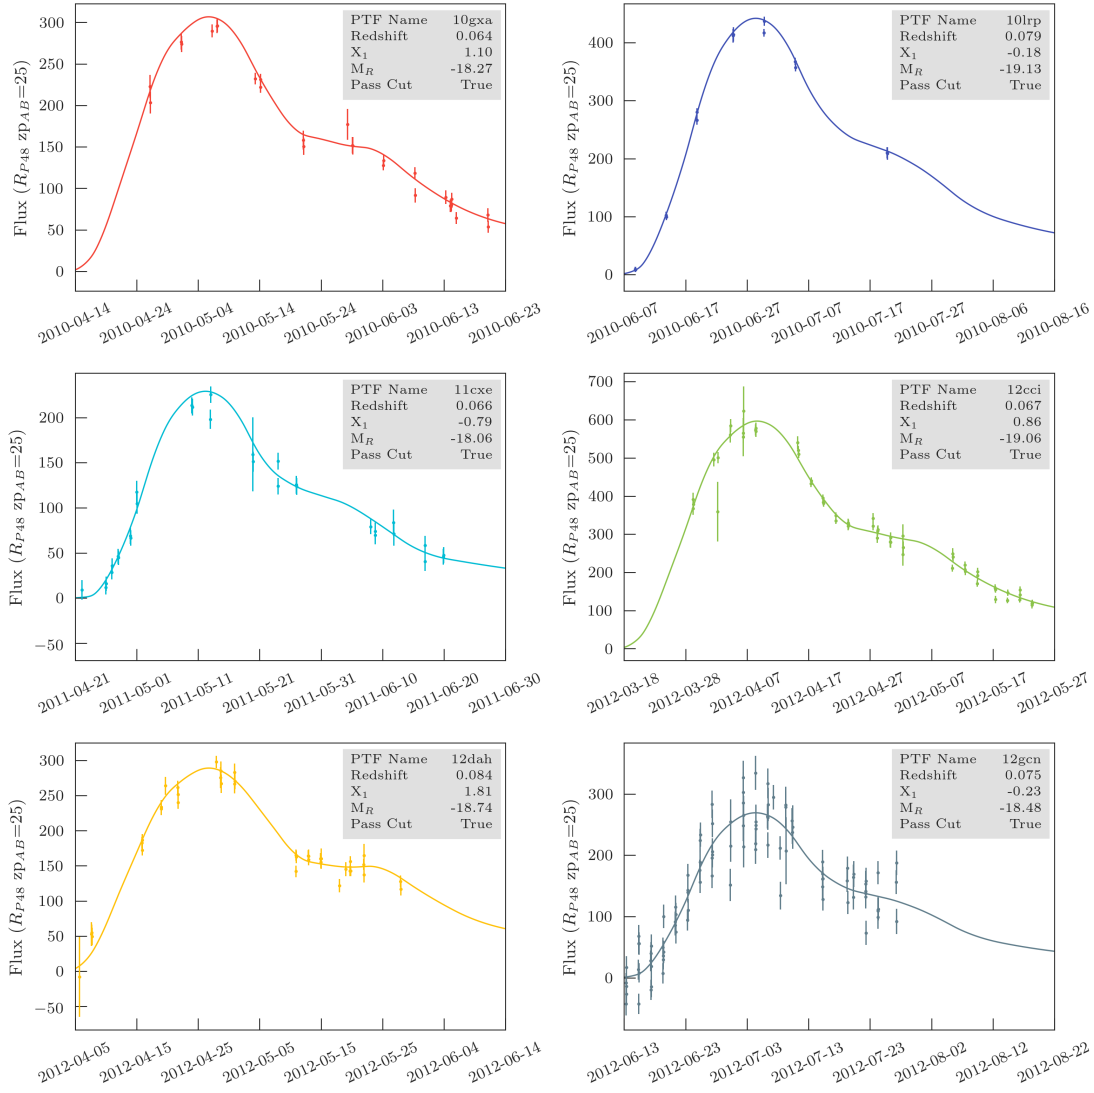 PTF Name 10gxa
Redshift 0.064
X1 1.10
MR -18.27
Pass Cut True
Flux (RP48 zpAB=25)
300
250
200
150
100
50
0
2010-04-14 2010-04-24 2010-05-04 2010-05-14 2010-05-24 2010-06-03 2010-06-13 2010-06-23
PTF Name 10lrp
Redshift 0.079
X1 -0.18
MR -19.13
Pass Cut True
Flux (RP48 zpAB=25)
400
300
200
100
0
2010-06-07 2010-06-17 2010-06-27 2010-07-07 2010-07-17 2010-07-27 2010-08-06 2010-08-16
PTF Name 11cxe
Redshift 0.066
X1 -0.79
MR -18.06
Pass Cut True
Flux (RP48 zpAB=25)
200
150
100
50
0
−50
2011-04-21 2011-05-01 2011-05-11 2011-05-21 2011-05-31 2011-06-10 2011-06-20 2011-06-30
PTF Name 12cci
Redshift 0.067
X1 0.86
MR -19.06
Pass Cut True
Flux (RP48 zpAB=25)
700
600
500
400
300
200
100
0
2012-03-18 2012-03-28 2012-04-07 2012-04-17 2012-04-27 2012-05-07 2012-05-17 2012-05-27
PTF Name 12dah
Redshift 0.084
X1 1.81
MR -18.74
Pass Cut True
Flux (RP48 zpAB=25)
300
250
200
150
100
50
0
−50
2012-04-05 2012-04-15 2012-04-25 2012-05-05 2012-05-15 2012-05-25 2012-06-04 2012-06-14
PTF Name 12gcn
Redshift 0.075
X1 -0.23
MR -18.48
Pass Cut True
Flux (RP48 zpAB=25)
300
200
100
0
2012-06-13 2012-06-23 2012-07-03 2012-07-13 2012-07-23 2012-08-02 2012-08-12 2012-08-22